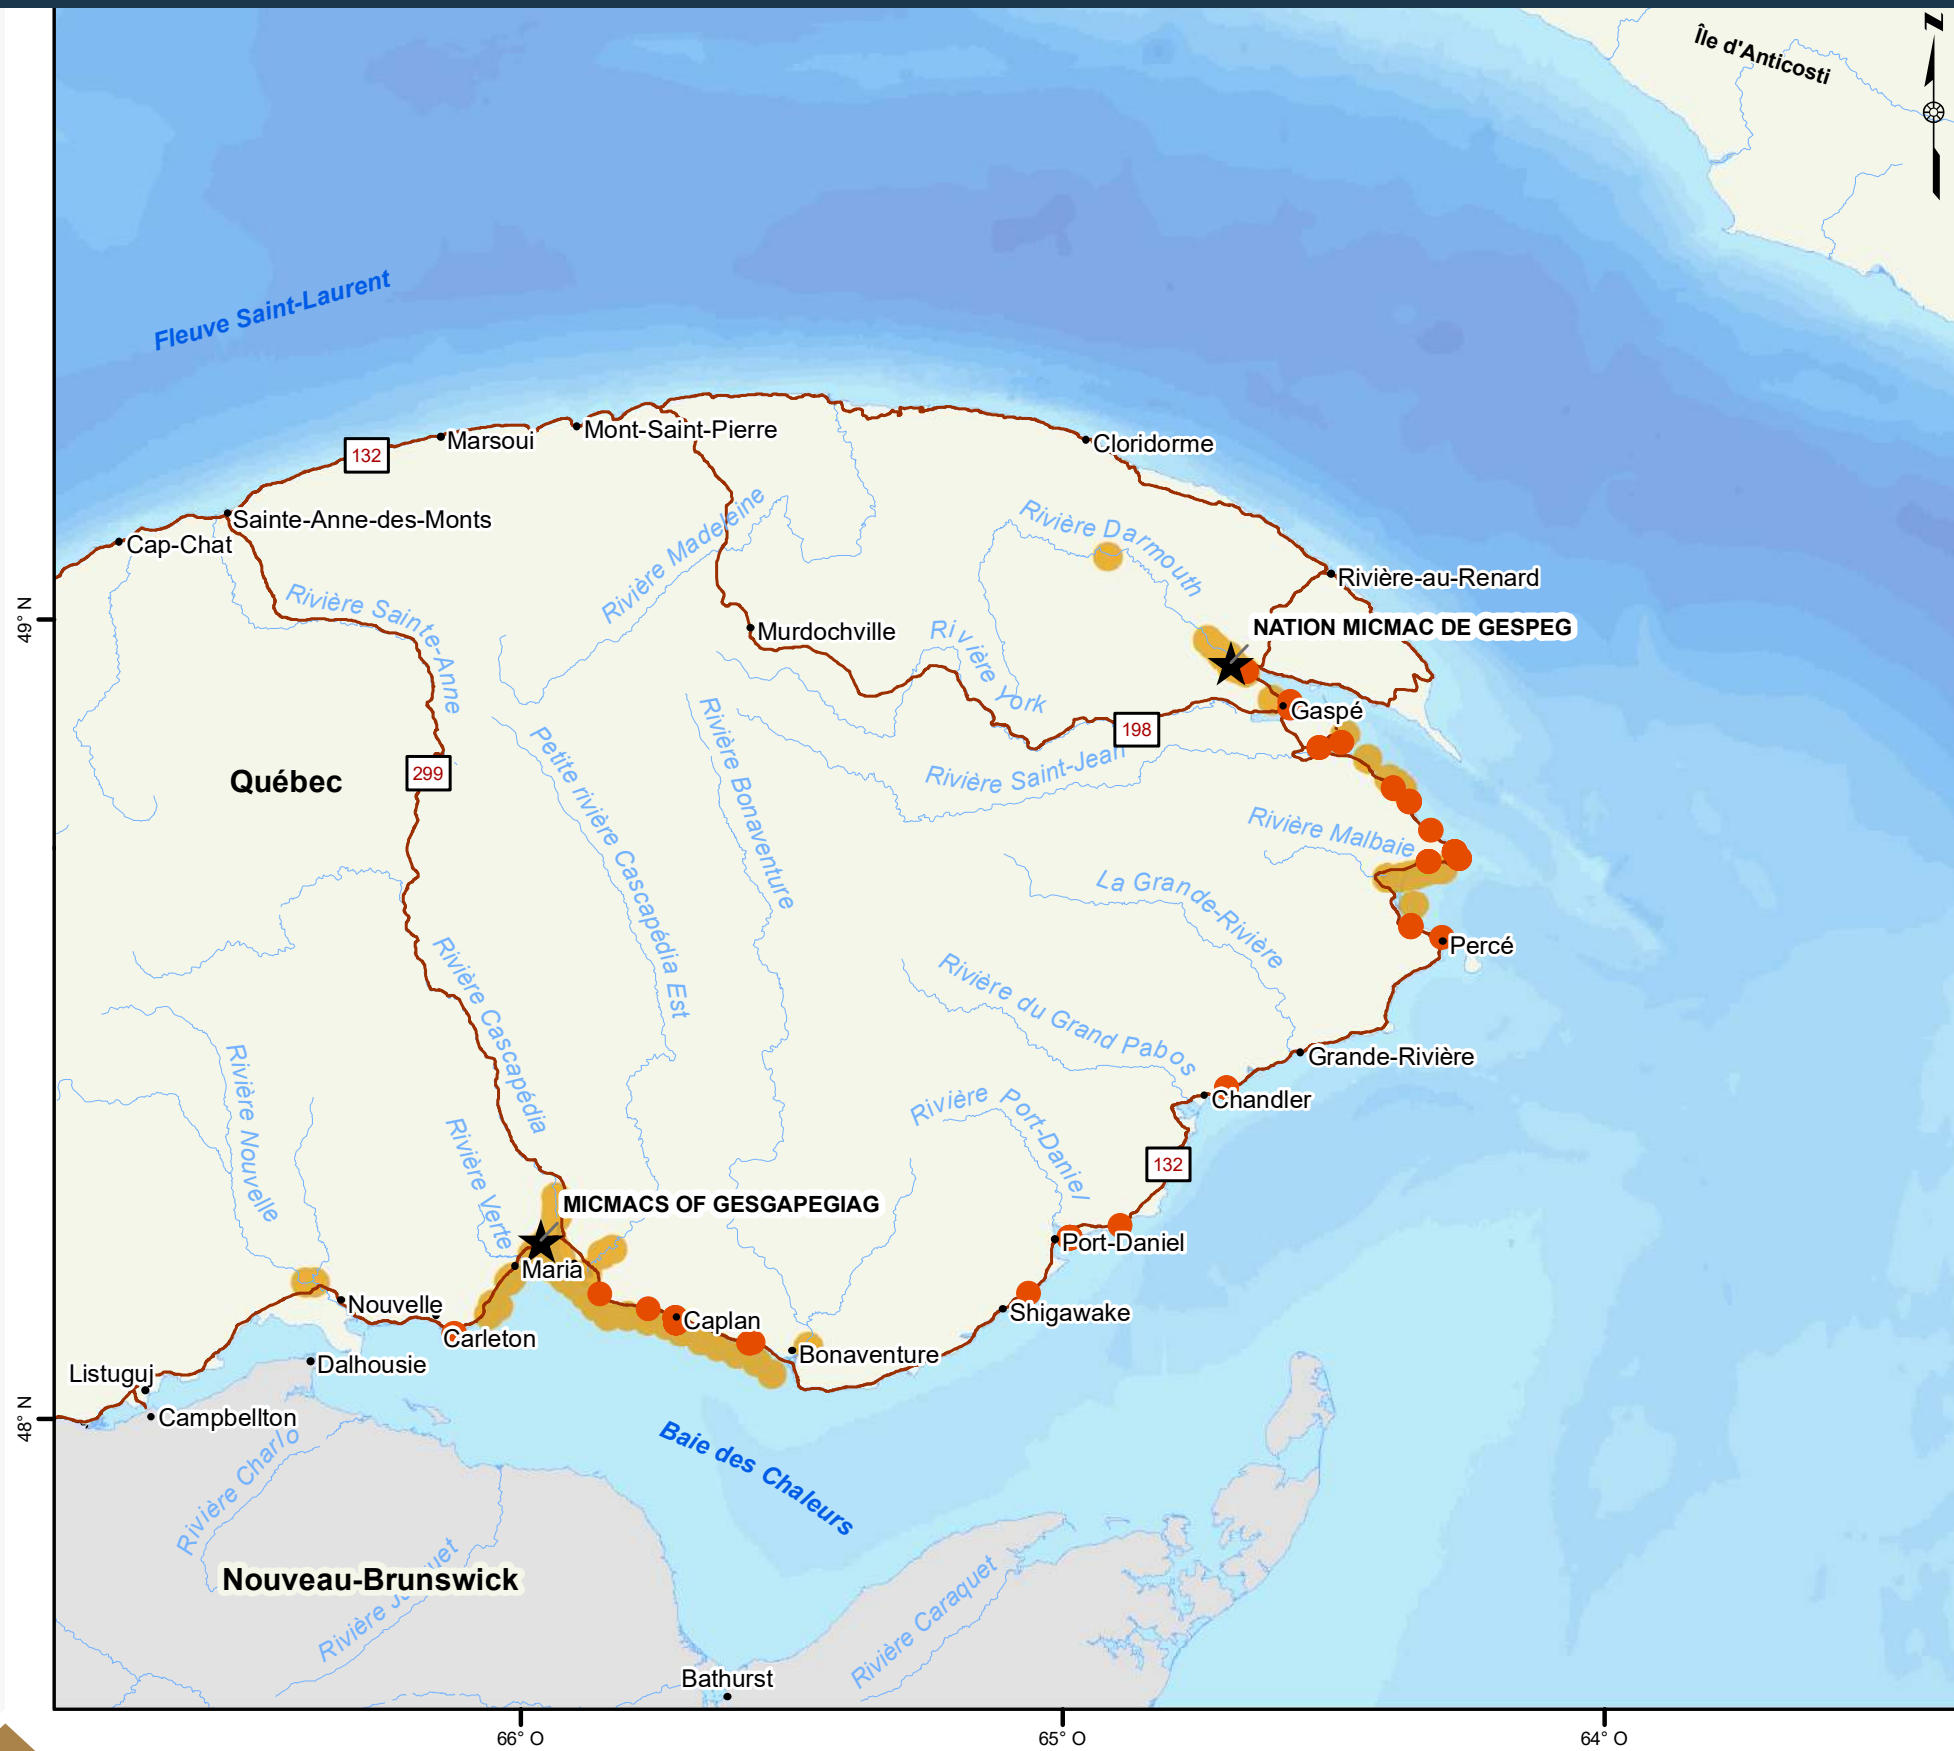 Île d'Anticosti
N
Fleuve Saint-Laurent
Mont-Saint-Pierre
Marsoui
Cloridorme
132
Sainte-Anne-des-Monts
Cap-Chat
Rivière Madeleine
Rivière Darmouth
Rivière-au-Renard
Rivière Sainte-Anne
49° N
Murdochville
Rivière York
NATION MICMAC DE GESPEG
Gaspé
198
Québec
299
Petite rivière Cascapédia Est
Rivière Bonaventure
Rivière Saint-Jean
Rivière Malbaie
La Grande-Rivière
Percé
Rivière Cascapédia
Rivière du Grand Pabos
Grande-Rivière
Rivière Nouvelle
Rivière Port-Daniel
Chandler
Rivière Verte
132
MICMACS OF GESGAPEGIAG
Port-Daniel
Maria
Nouvelle
Shigawake
Caplan
Carleton
Bonaventure
Dalhousie
Listuguj
Campbellton
48° N
Baie des Chaleurs
Rivière Charlo
Nouveau-Brunswick
Rivière
Rivière Caraquet
Bathurst
66° O
65° O
64° O